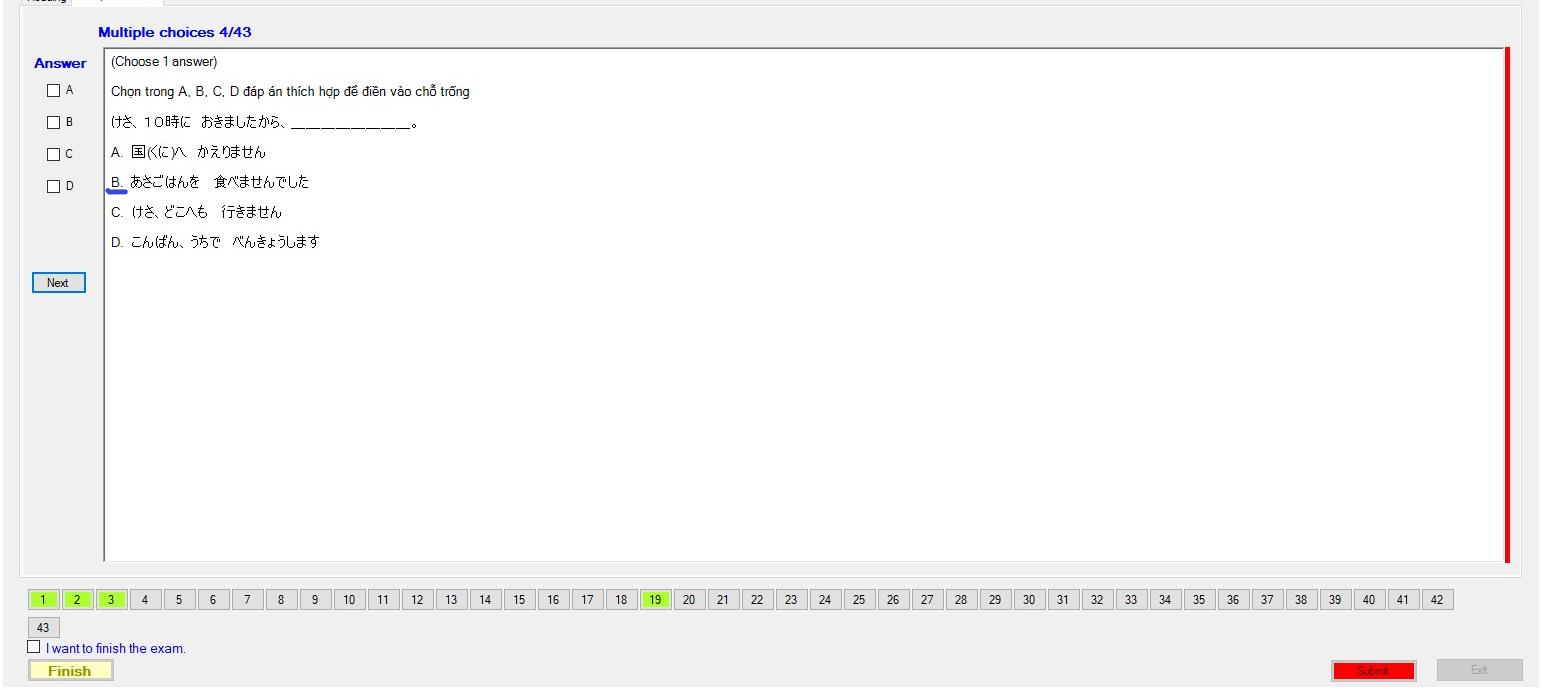 Multiple choices 4/43
Answer
(Choose 1 answer)
A
Chọn trong A, B, C, D đáp án thích hợp để điền vào chỗ trống
B
けさ、１０時に　おきましたから、________________。
C
A. 国(くに)へ　かえりません
D
B. あさごはんを　食べませんでした
C. けさ、どこへも　行きません
D. こんばん、うちで　べんきょうします
Next
1 2 3 4 5 6 7 8 9 10 11 12 13 14 15 16 17 18 19 20 21 22 23 24 25 26 27 28 29 30 31 32 33 34 35 36 37 38 39 40 41 42
43
I want to finish the exam.
Finish
Submit
Exit